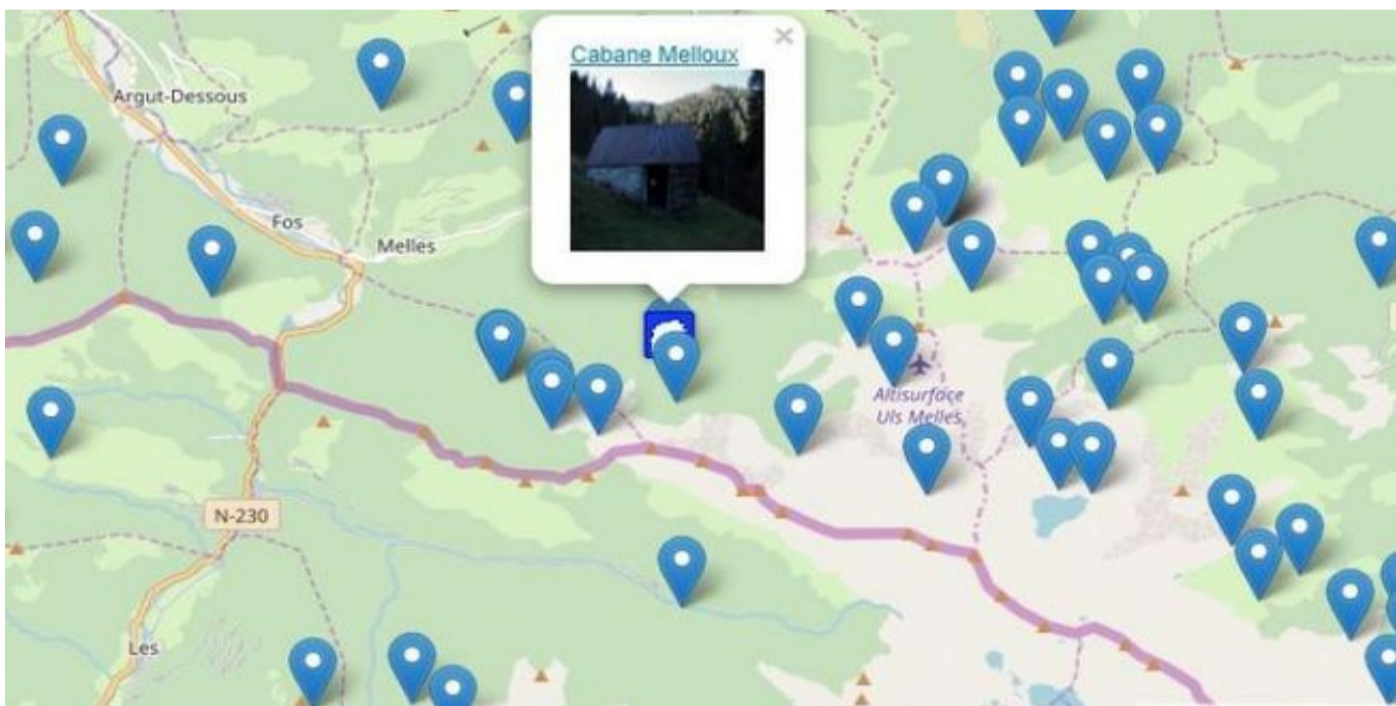 Cabane Melloux
×
Argut-Dessous
Fos
Melles
Altisurface
Uls Melles
N-230
Les